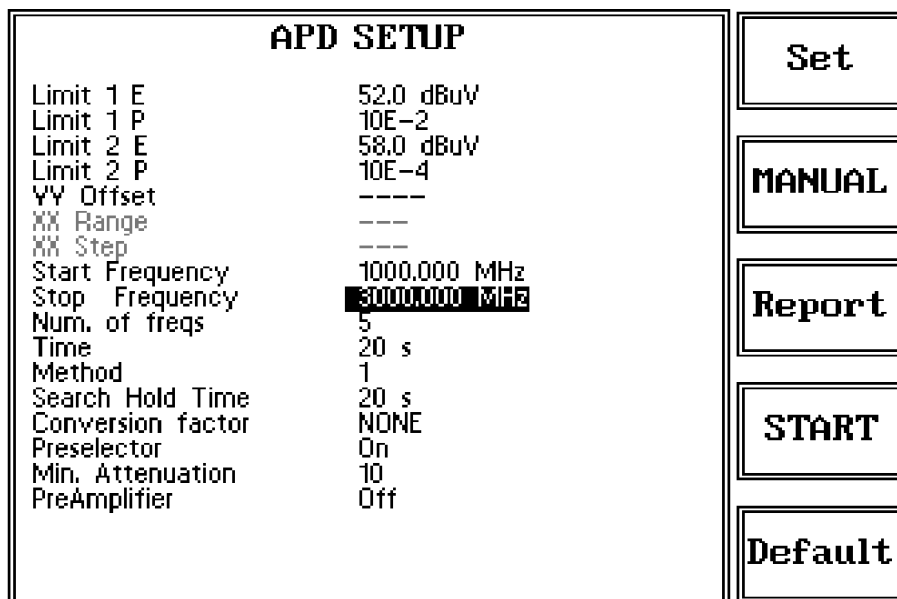 APD SETUP
Limit 1 E 52.0 dBuV
Limit 1 P 10E-2
Limit 2 E 58.0 dBuV
Limit 2 P 10E-4
YY Offset ----
XX Range ---
XX Step ---
Start Frequency 1000.000 MHz
Stop Frequency 3000.000 MHz
Num. of freqs 5
Time 20 s
Method 1
Search Hold Time 20 s
Conversion factor NONE
Preselector On
Min. Attenuation 10
PreAmplifier Off
Set
MANUAL
Report
START
Default